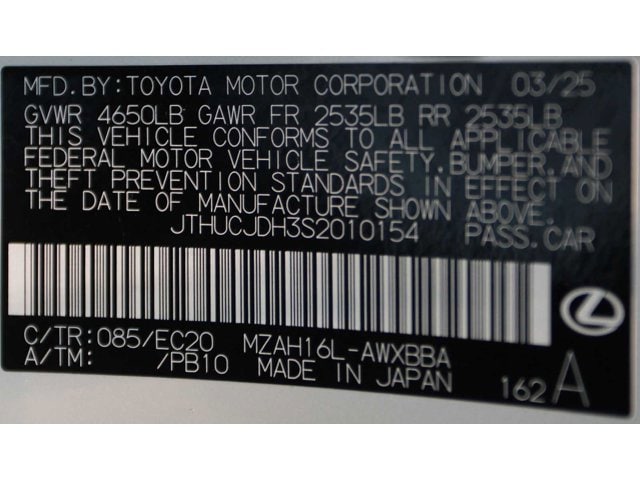 MFD. BY: TOYOTA MOTOR CORPORATION 03/25
GVWR 4650LB GAWR FR 2535LB RR 2535LB
THIS VEHICLE CONFORMS TO ALL APPLICABLE
FEDERAL MOTOR VEHICLE SAFETY. BUMPER. AND
THEFT PREVENTION STANDARDS IN EFFECT ON
THE DATE OF MANUFACTURE SHOWN ABOVE.
JTHUCJDH3S2010154 PASS. CAR
C/TR: 085/EC20 MZAH16L-AWXBBA
A/TM: /PB10 MADE IN JAPAN 162 A